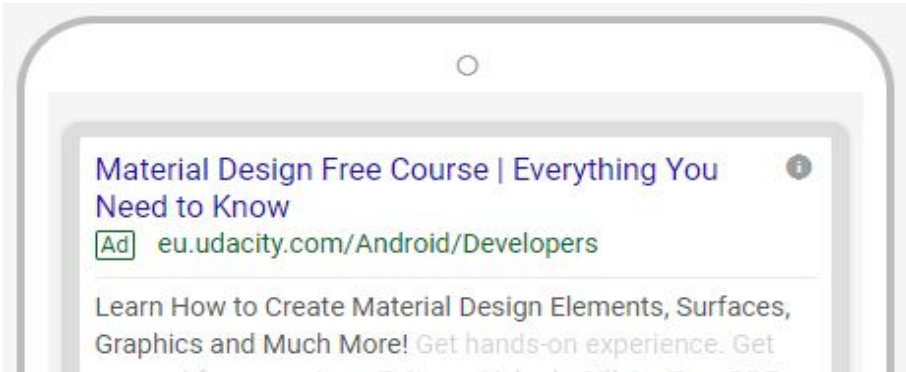 Material Design Free Course | Everything You
Need to Know
Ad eu.udacity.com/Android/Developers
Learn How to Create Material Design Elements, Surfaces,
Graphics and Much More! Get hands-on experience. Get